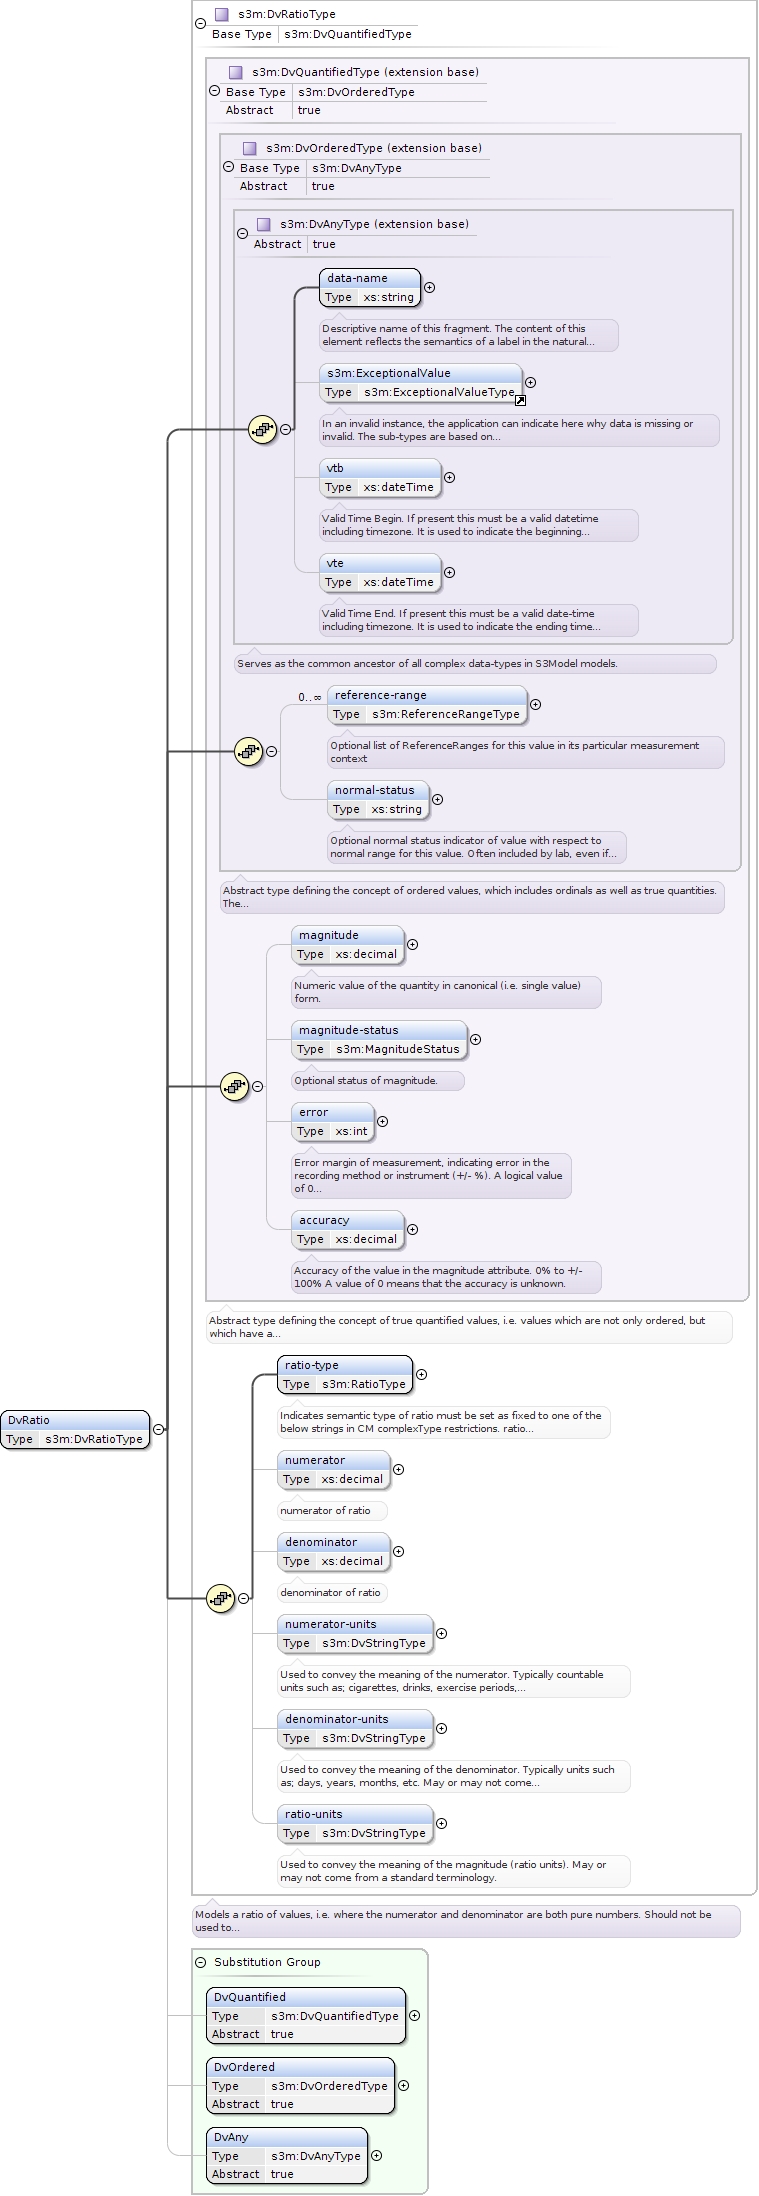 s3m:DvRatioType
Base Type s3m:DvQuantifiedType
s3m:DvQuantifiedType (extension base)
Base Type s3m:DvOrderedType
Abstract true
s3m:DvOrderedType (extension base)
Base Type s3m:DvAnyType
Abstract true
s3m:DvAnyType (extension base)
Abstract true
data-name
Type xs:string
Descriptive name of this fragment. The content of this
element reflects the semantics of a label in the natural...
s3m:ExceptionalValue
Type s3m:ExceptionalValueType
In an invalid instance, the application can indicate here why data is missing or
invalid. The sub-types are based on...
vtb
Type xs:dateTime
Valid Time Begin. If present this must be a valid datetime
including timezone. It is used to indicate the beginning...
vte
Type xs:dateTime
Valid Time End. If present this must be a valid date-time
including timezone. It is used to indicate the ending time...
Serves as the common ancestor of all complex data-types in S3Model models.
0..∞
reference-range
Type s3m:ReferenceRangeType
Optional list of ReferenceRanges for this value in its particular measurement
context
normal-status
Type xs:string
Optional normal status indicator of value with respect to
normal range for this value. Often included by lab, even if...
Abstract type defining the concept of ordered values, which includes ordinals as well as true quantities.
The...
magnitude
Type xs:decimal
Numeric value of the quantity in canonical (i.e. single value)
form.
magnitude-status
Type s3m:MagnitudeStatus
Optional status of magnitude.
error
Type xs:int
Error margin of measurement, indicating error in the
recording method or instrument (+/- %). A logical value
of 0...
accuracy
Type xs:decimal
Accuracy of the value in the magnitude attribute. 0% to +/-
100% A value of 0 means that the accuracy is unknown.
Abstract type defining the concept of true quantified values, i.e. values which are not only ordered, but
which have a...
ratio-type
Type s3m:RatioType
Indicates semantic type of ratio must be set as fixed to one of the
below strings in CM complexType restrictions. ratio...
DvRatio
Type s3m:DvRatioType
numerator
Type xs:decimal
numerator of ratio
denominator
Type xs:decimal
denominator of ratio
numerator-units
Type s3m:DvStringType
Used to convey the meaning of the numerator. Typically countable
units such as; cigarettes, drinks, exercise periods,...
denominator-units
Type s3m:DvStringType
Used to convey the meaning of the denominator. Typically units such
as; days, years, months, etc. May or may not come...
ratio-units
Type s3m:DvStringType
Used to convey the meaning of the magnitude (ratio units). May or
may not come from a standard terminology.
Models a ratio of values, i.e. where the numerator and denominator are both pure numbers. Should not be
used to...
Substitution Group
DvQuantified
Type s3m:DvQuantifiedType
Abstract true
DvOrdered
Type s3m:DvOrderedType
Abstract true
DvAny
Type s3m:DvAnyType
Abstract true